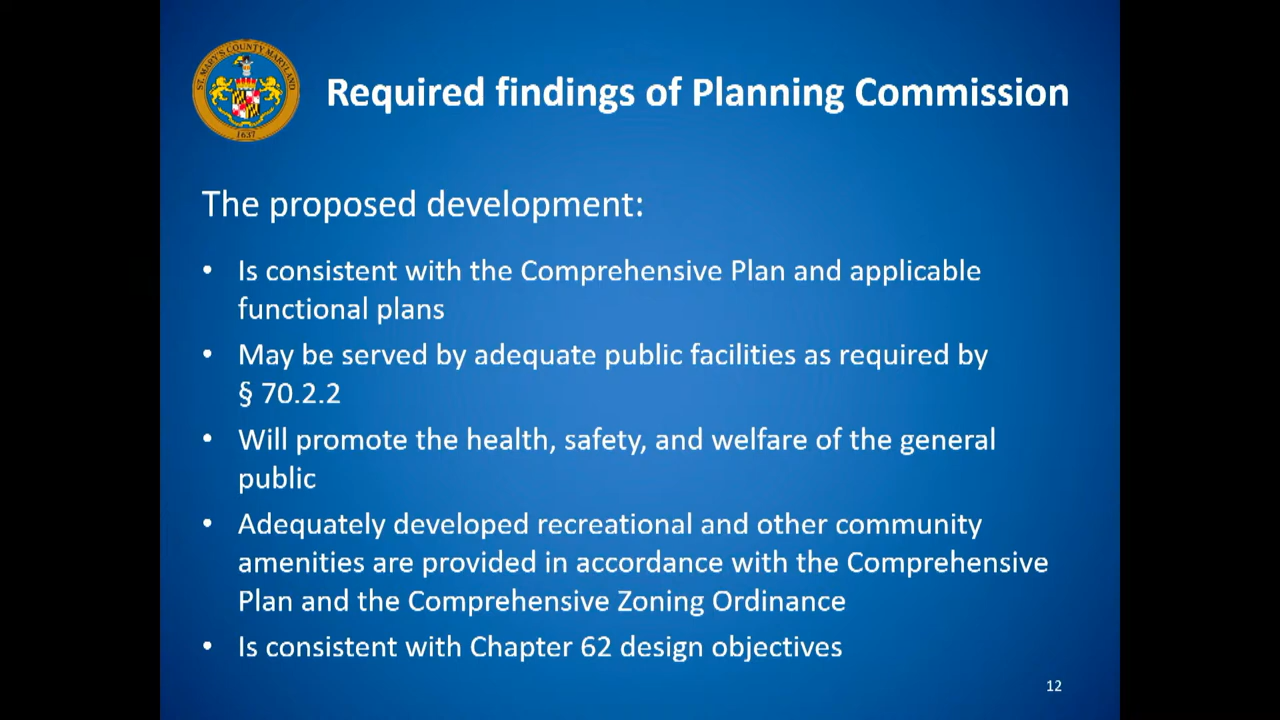 ST. MARY'S COUNTY MARYLAND
1637
Required findings of Planning Commission
The proposed development:
• Is consistent with the Comprehensive Plan and applicable
functional plans
• May be served by adequate public facilities as required by
§ 70.2.2
• Will promote the health, safety, and welfare of the general
public
• Adequately developed recreational and other community
amenities are provided in accordance with the Comprehensive
Plan and the Comprehensive Zoning Ordinance
• Is consistent with Chapter 62 design objectives
12